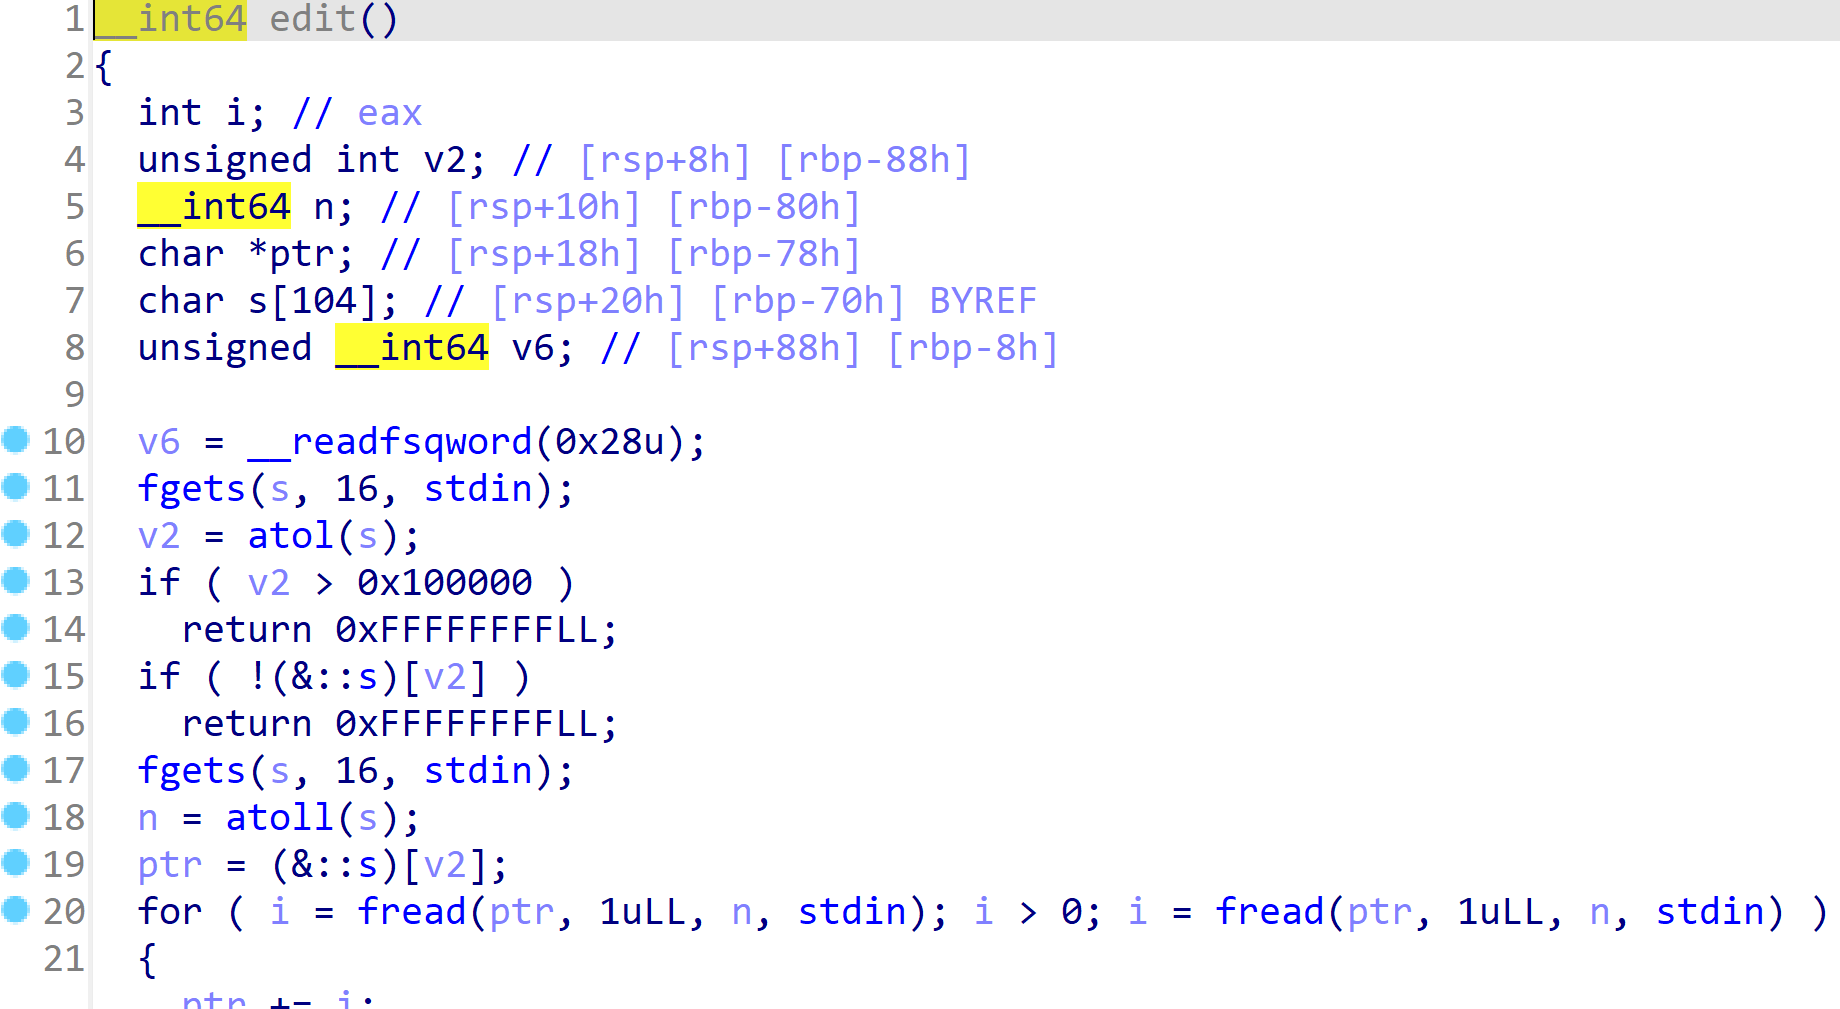 1 __int64 edit()
2 {
3 int i; // eax
4 unsigned int v2; // [rsp+8h] [rbp-88h]
5 __int64 n; // [rsp+10h] [rbp-80h]
6 char *ptr; // [rsp+18h] [rbp-78h]
7 char s[104]; // [rsp+20h] [rbp-70h] BYREF
8 unsigned __int64 v6; // [rsp+88h] [rbp-8h]
9
10 v6 = __readfsqword(0x28u);
11 fgets(s, 16, stdin);
12 v2 = atol(s);
13 if ( v2 > 0x100000 )
14 return 0xFFFFFFFFLL;
15 if ( !(&::s)[v2] )
16 return 0xFFFFFFFFLL;
17 fgets(s, 16, stdin);
18 n = atoll(s);
19 ptr = (&::s)[v2];
20 for ( i = fread(ptr, 1uLL, n, stdin); i > 0; i = fread(ptr, 1uLL, n, stdin) )
21 {
ptr += i;